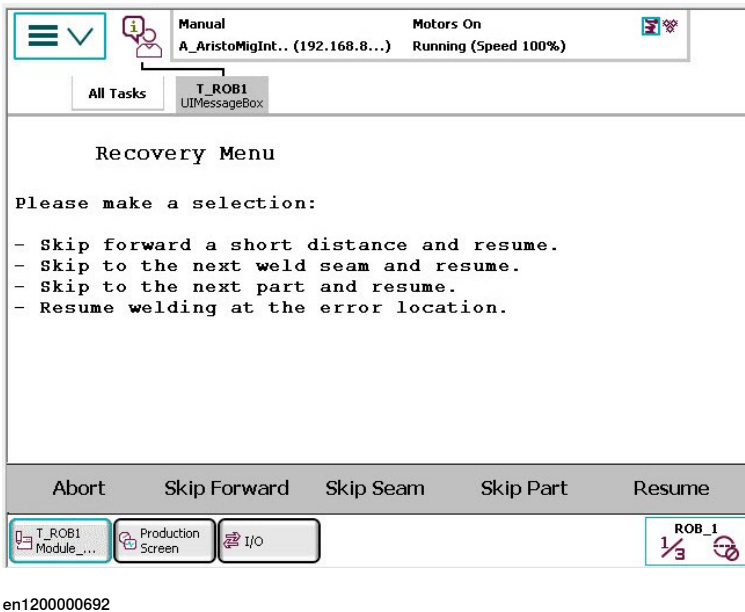 Manual
Motors On
A_AristoMigInt.. (192.168.8...)
Running (Speed 100%)
All Tasks
T_ROB1
UIMessageBox
Recovery Menu
Please make a selection:
- Skip forward a short distance and resume.
- Skip to the next weld seam and resume.
- Skip to the next part and resume.
- Resume welding at the error location.
Abort
Skip Forward
Skip Seam
Skip Part
Resume
T_ROB1
Module_...
Production
Screen
I/O
ROB_1
1/3
en1200000692